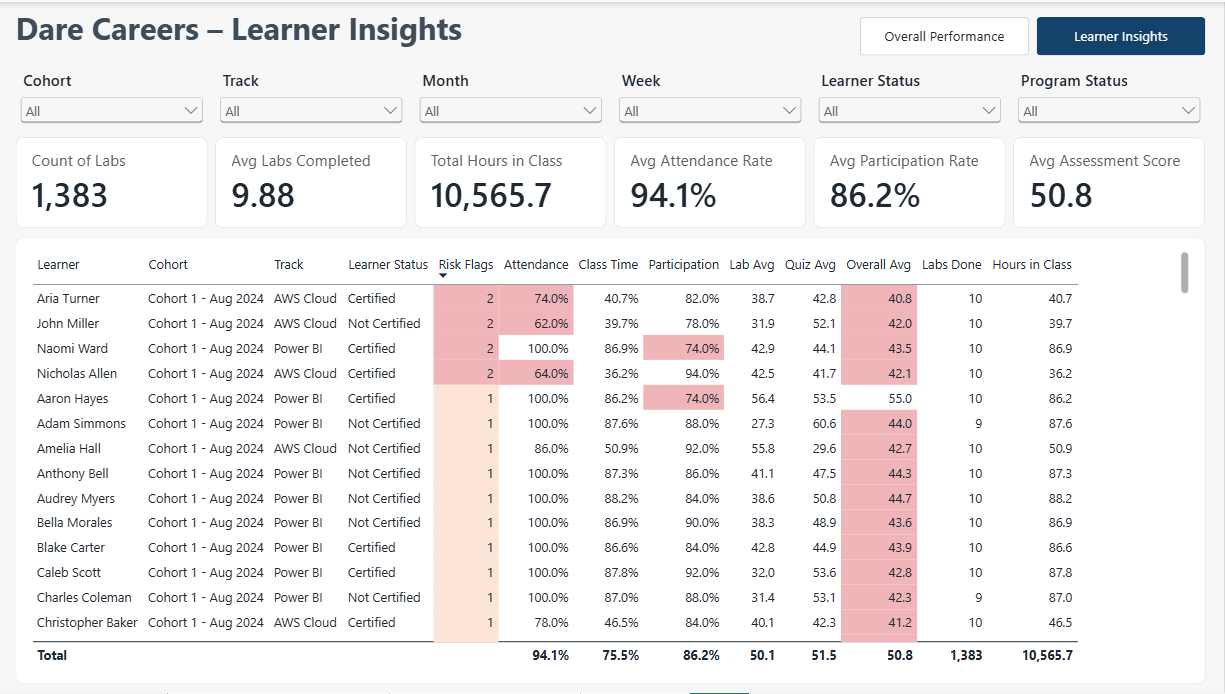 Dare Careers – Learner Insights
Overall Performance
Learner Insights
Cohort Track Month Week Learner Status Program Status
All All All All All All
Count of Labs Avg Labs Completed Total Hours in Class Avg Attendance Rate Avg Participation Rate Avg Assessment Score
1,383 9.88 10,565.7 94.1% 86.2% 50.8
Learner Cohort Track Learner Status Risk Flags Attendance Class Time Participation Lab Avg Quiz Avg Overall Avg Labs Done Hours in Class
Aria Turner Cohort 1 - Aug 2024 AWS Cloud Certified 2 74.0% 40.7% 82.0% 38.7 42.8 40.8 10 40.7
John Miller Cohort 1 - Aug 2024 AWS Cloud Not Certified 2 62.0% 39.7% 78.0% 31.9 52.1 42.0 10 39.7
Naomi Ward Cohort 1 - Aug 2024 Power BI Certified 2 100.0% 86.9% 74.0% 42.9 44.1 43.5 10 86.9
Nicholas Allen Cohort 1 - Aug 2024 AWS Cloud Certified 2 64.0% 36.2% 94.0% 42.5 41.7 42.1 10 36.2
Aaron Hayes Cohort 1 - Aug 2024 Power BI Certified 1 100.0% 86.2% 74.0% 56.4 53.5 55.0 10 86.2
Adam Simmons Cohort 1 - Aug 2024 Power BI Not Certified 1 100.0% 87.6% 88.0% 27.3 60.6 44.0 9 87.6
Amelia Hall Cohort 1 - Aug 2024 AWS Cloud Not Certified 1 86.0% 50.9% 92.0% 55.8 29.6 42.7 10 50.9
Anthony Bell Cohort 1 - Aug 2024 Power BI Not Certified 1 100.0% 87.3% 86.0% 41.1 47.5 44.3 10 87.3
Audrey Myers Cohort 1 - Aug 2024 Power BI Not Certified 1 100.0% 88.2% 84.0% 38.6 50.8 44.7 10 88.2
Bella Morales Cohort 1 - Aug 2024 Power BI Not Certified 1 100.0% 86.9% 90.0% 38.3 48.9 43.6 10 86.9
Blake Carter Cohort 1 - Aug 2024 Power BI Certified 1 100.0% 86.6% 84.0% 42.8 44.9 43.9 10 86.6
Caleb Scott Cohort 1 - Aug 2024 Power BI Certified 1 100.0% 87.8% 92.0% 32.0 53.6 42.8 10 87.8
Charles Coleman Cohort 1 - Aug 2024 Power BI Not Certified 1 100.0% 87.0% 88.0% 31.4 53.1 42.3 9 87.0
Christopher Baker Cohort 1 - Aug 2024 AWS Cloud Certified 1 78.0% 46.5% 84.0% 40.1 42.3 41.2 10 46.5
Total 94.1% 75.5% 86.2% 50.1 51.5 50.8 1,383 10,565.7